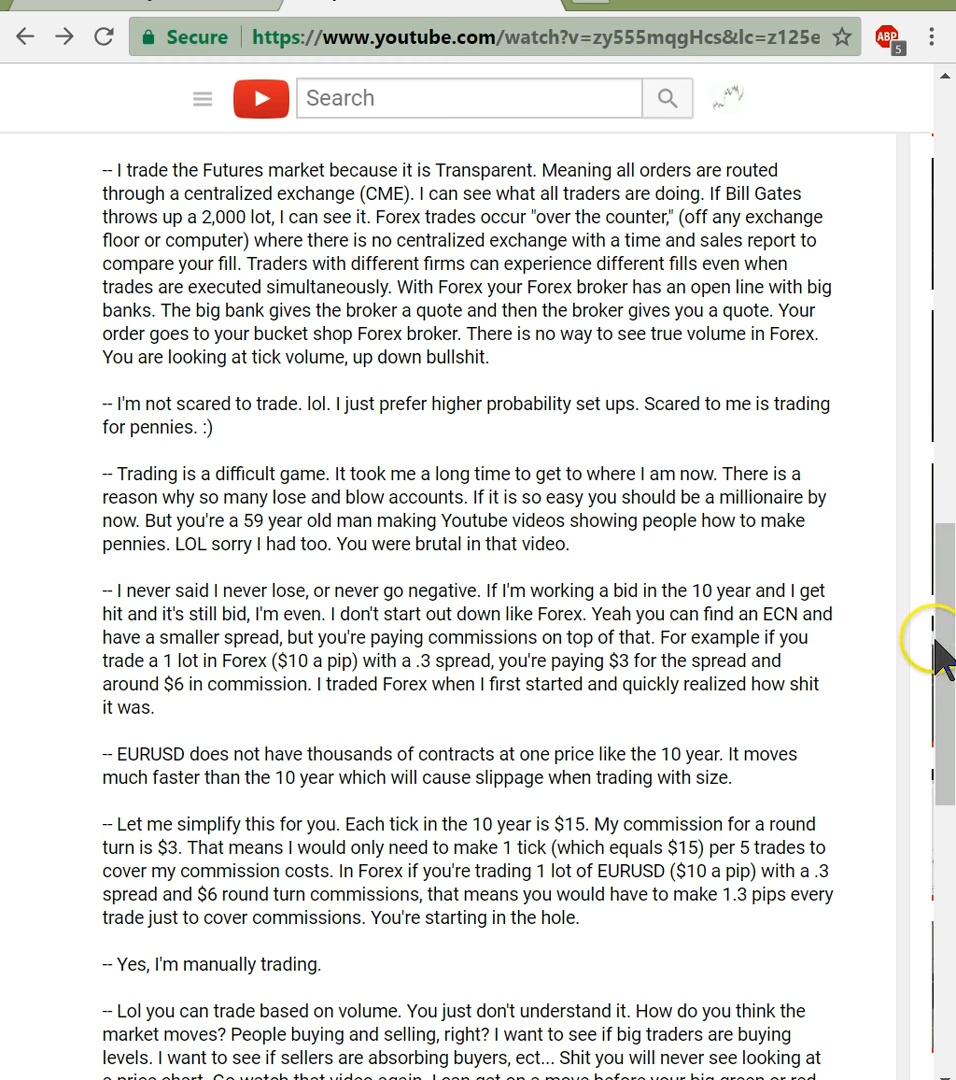 Secure https://www.youtube.com/watch?v=zy555mqgHcs&lc=z125e
ABP
5
Search
-- I trade the Futures market because it is Transparent. Meaning all orders are routed
through a centralized exchange (CME). I can see what all traders are doing. If Bill Gates
throws up a 2,000 lot, I can see it. Forex trades occur "over the counter," (off any exchange
floor or computer) where there is no centralized exchange with a time and sales report to
compare your fill. Traders with different firms can experience different fills even when
trades are executed simultaneously. With Forex your Forex broker has an open line with big
banks. The big bank gives the broker a quote and then the broker gives you a quote. Your
order goes to your bucket shop Forex broker. There is no way to see true volume in Forex.
You are looking at tick volume, up down bullshit.
-- I'm not scared to trade. lol. I just prefer higher probability set ups. Scared to me is trading
for pennies. :)
-- Trading is a difficult game. It took me a long time to get to where I am now. There is a
reason why so many lose and blow accounts. If it is so easy you should be a millionaire by
now. But you're a 59 year old man making Youtube videos showing people how to make
pennies. LOL sorry I had too. You were brutal in that video.
-- I never said I never lose, or never go negative. If I'm working a bid in the 10 year and I get
hit and it's still bid, I'm even. I don't start out down like Forex. Yeah you can find an ECN and
have a smaller spread, but you're paying commissions on top of that. For example if you
trade a 1 lot in Forex ($10 a pip) with a .3 spread, you're paying $3 for the spread and
around $6 in commission. I traded Forex when I first started and quickly realized how shit
it was.
-- EURUSD does not have thousands of contracts at one price like the 10 year. It moves
much faster than the 10 year which will cause slippage when trading with size.
-- Let me simplify this for you. Each tick in the 10 year is $15. My commission for a round
turn is $3. That means I would only need to make 1 tick (which equals $15) per 5 trades to
cover my commission costs. In Forex if you're trading 1 lot of EURUSD ($10 a pip) with a .3
spread and $6 round turn commissions, that means you would have to make 1.3 pips every
trade just to cover commissions. You're starting in the hole.
-- Yes, I'm manually trading.
-- Lol you can trade based on volume. You just don't understand it. How do you think the
market moves? People buying and selling, right? I want to see if big traders are buying
levels. I want to see if sellers are absorbing buyers, ect... Shit you will never see looking at